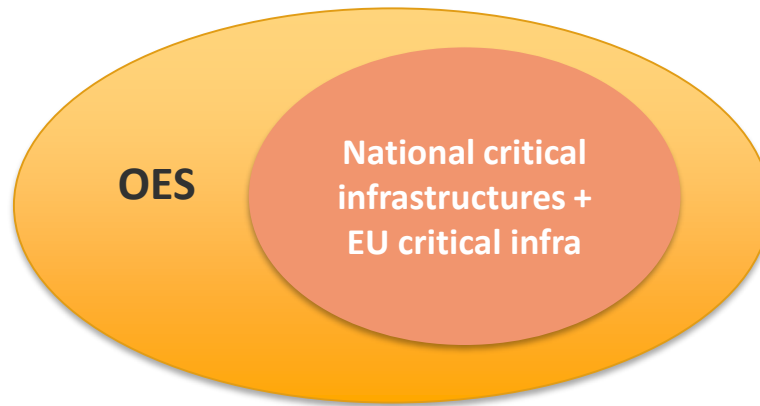 OES
National critical
infrastructures +
EU critical infra